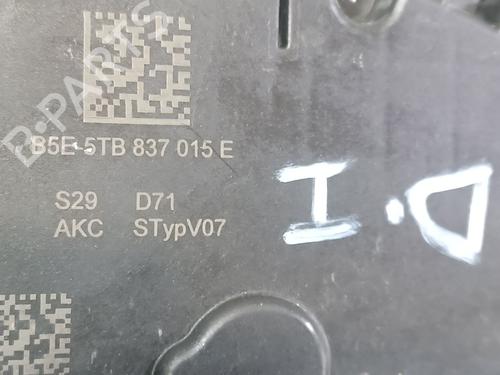 B-PARTS
B5E 5TB 837 015 E
S29 D71
AKC STypV07
D.I